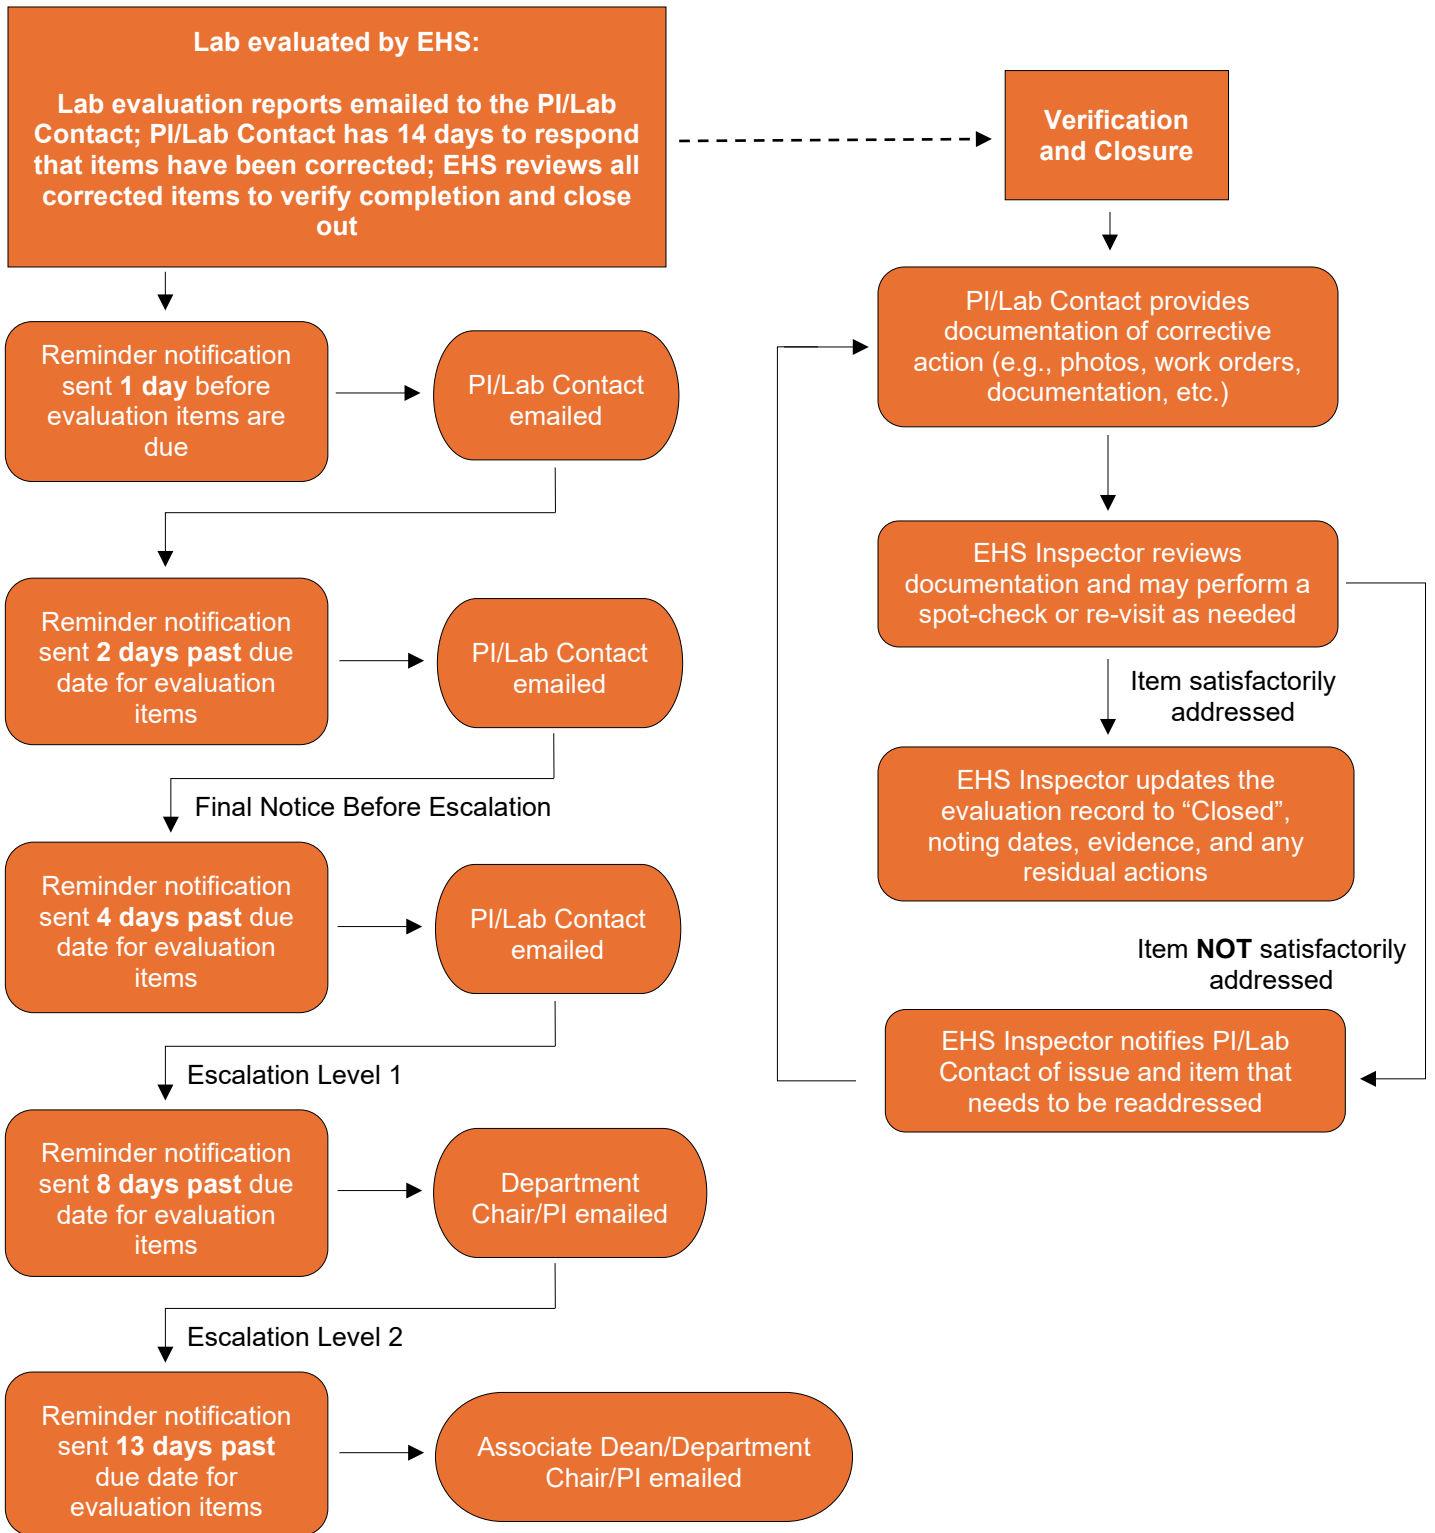 Lab evaluated by EHS:
Lab evaluation reports emailed to the PI/Lab
Contact; PI/Lab Contact has 14 days to respond
that items have been corrected; EHS reviews all
corrected items to verify completion and close
out
Reminder notification
sent 1 day before
evaluation items are
due
PI/Lab Contact
emailed
Reminder notification
sent 2 days past due
date for evaluation
items
PI/Lab Contact
emailed
Final Notice Before Escalation
Reminder notification
sent 4 days past due
date for evaluation
items
PI/Lab Contact
emailed
Escalation Level 1
Reminder notification
sent 8 days past due
date for evaluation
items
Department
Chair/PI emailed
Escalation Level 2
Reminder notification
sent 13 days past
due date for
evaluation items
Associate Dean/Department
Chair/PI emailed
Verification
and Closure
PI/Lab Contact provides
documentation of corrective
action (e.g., photos, work orders,
documentation, etc.)
EHS Inspector reviews
documentation and may perform a
spot-check or re-visit as needed
Item satisfactorily
addressed
EHS Inspector updates the
evaluation record to “Closed”,
noting dates, evidence, and any
residual actions
Item NOT satisfactorily
addressed
EHS Inspector notifies PI/Lab
Contact of issue and item that
needs to be readdressed